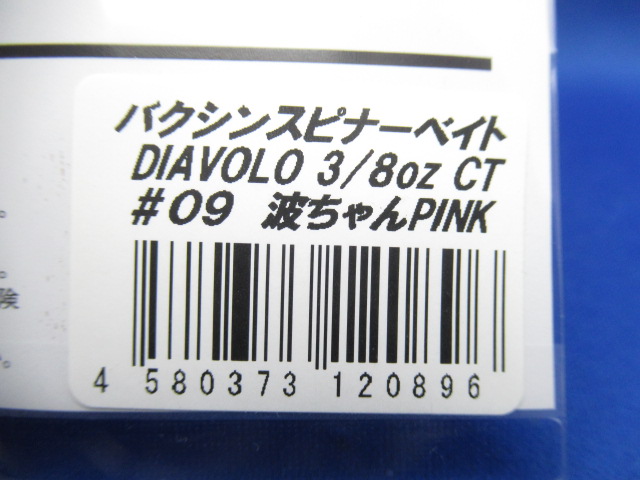 バクシンスピナーベイト
DIAVOLO 3/8oz CT
#09 波ちゃんPINK
4 580373 120896
。
。
険
。